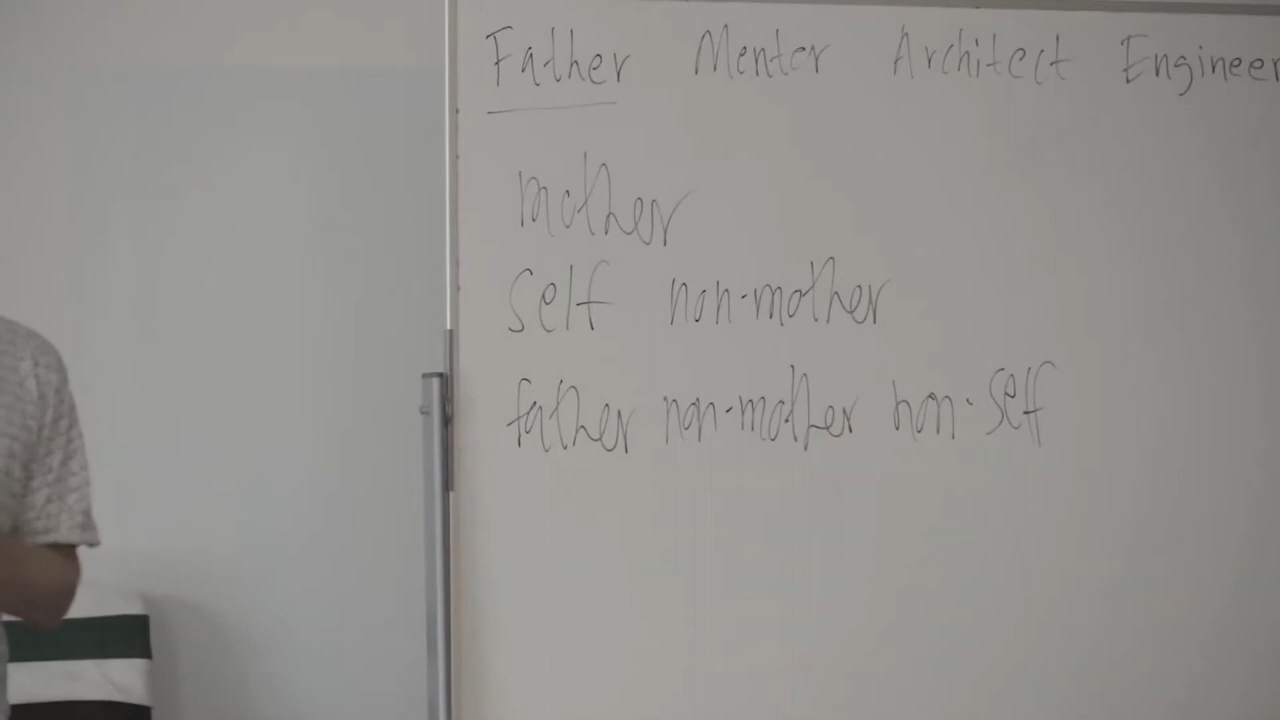 Father Mentor Architect Engineer
mother
self non-mother
father non-mother non-self